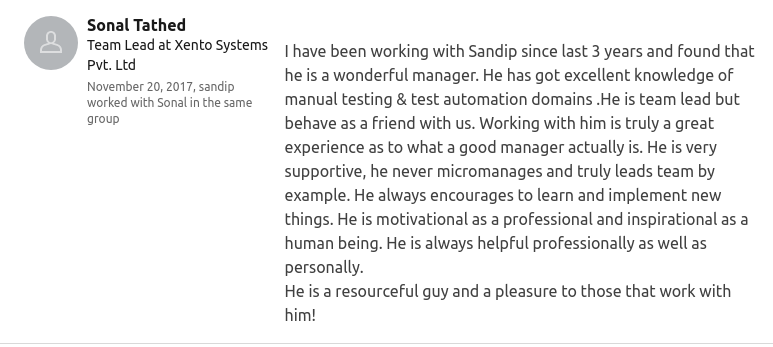 Sonal Tathed
Team Lead at Xento Systems
Pvt. Ltd
November 20, 2017, sandip
worked with Sonal in the same
group
I have been working with Sandip since last 3 years and found that
he is a wonderful manager. He has got excellent knowledge of
manual testing & test automation domains .He is team lead but
behave as a friend with us. Working with him is truly a great
experience as to what a good manager actually is. He is very
supportive, he never micromanages and truly leads team by
example. He always encourages to learn and implement new
things. He is motivational as a professional and inspirational as a
human being. He is always helpful professionally as well as
personally.
He is a resourceful guy and a pleasure to those that work with
him!